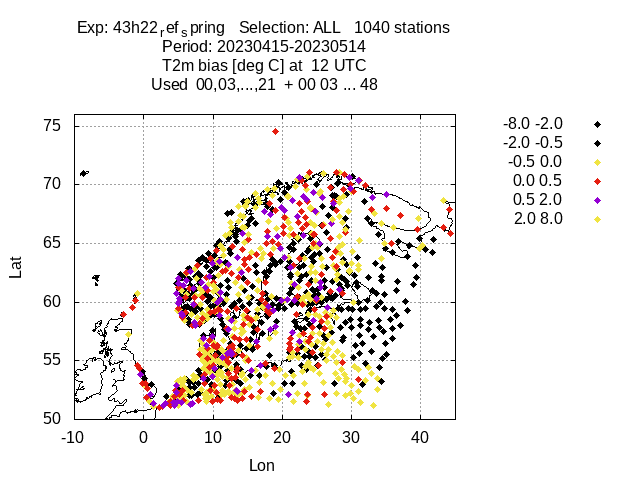 Exp: 43h22ref spring   Selection: ALL   1040 stations
Period: 20230415-20230514
T2m bias [deg C] at  12 UTC
Used  00,03,...,21  + 00 03 ... 48
-8.0 -2.0
-2.0 -0.5
-0.5 0.0
0.0 0.5
0.5 2.0
2.0 8.0
75
70
65
60
55
50
Lat
-10 0 10 20 30 40
Lon